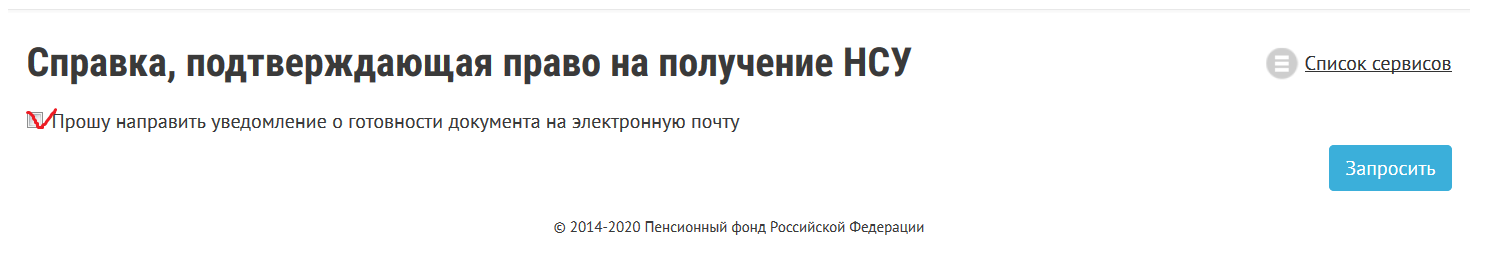 Справка, подтверждающая право на получение НСУ
Список сервисов
Прошу направить уведомление о готовности документа на электронную почту
Запросить
© 2014-2020 Пенсионный фонд Российской Федерации